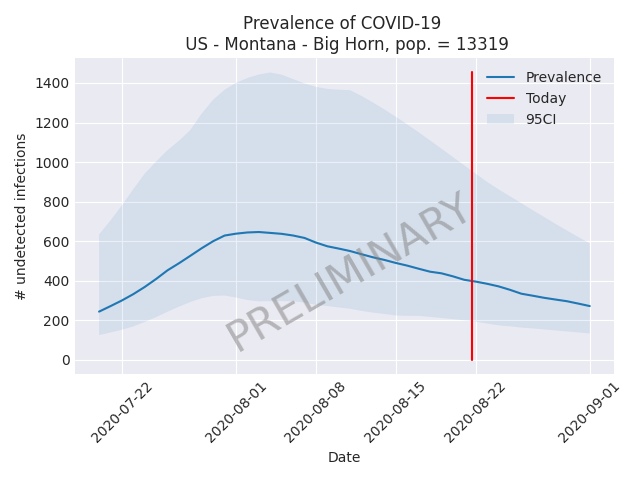 Prevalence of COVID-19
US - Montana - Big Horn, pop. = 13319
# undetected infections
1400
1200
1000
800
600
400
200
0
Prevalence
Today
95CI
PRELIMINARY
2020-07-22
2020-08-01
2020-08-08
2020-08-15
2020-08-22
2020-09-01
Date